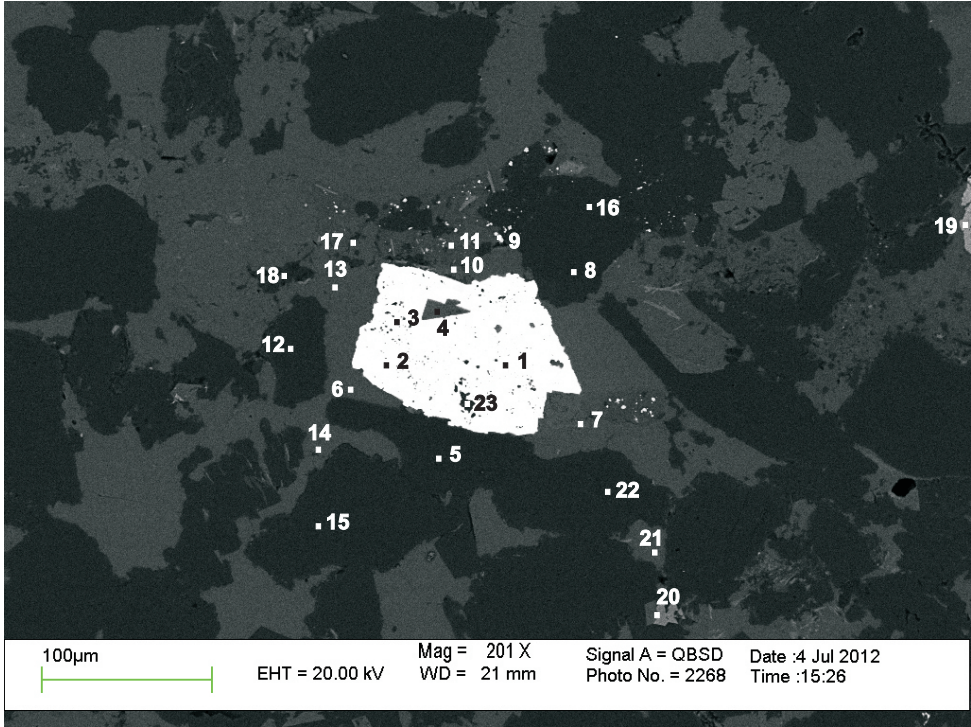 16
19
17
11
9
18
13
10
8
3
4
12
2
1
6
23
7
14
5
22
15
21
20
100µm
EHT = 20.00 kV
Mag = 201 X
WD = 21 mm
Signal A = QBSD
Photo No. = 2268
Date :4 Jul 2012
Time :15:26